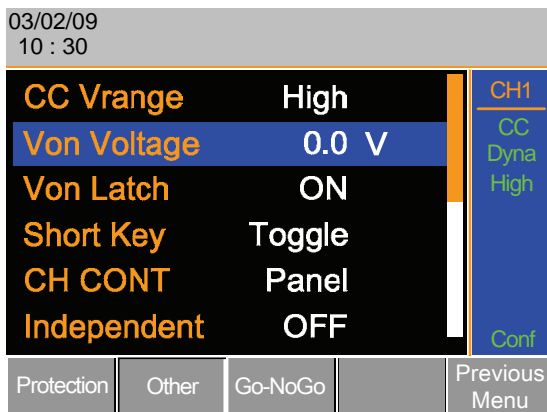 03/02/09
10 : 30
CC Vrange High
Von Voltage 0.0 V
Von Latch ON
Short Key Toggle
CH CONT Panel
Independent OFF
CH1
CC
Dyna
High
Conf
Protection Other Go-NoGo Previous
Menu